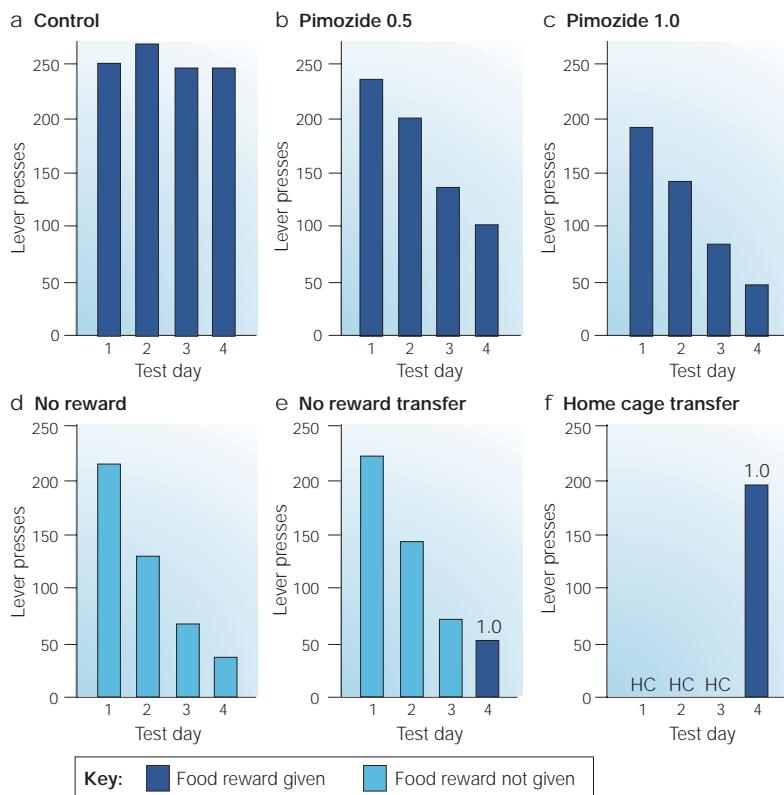 a Control
Lever presses
250
200
150
100
50
0
1 2 3 4
Test day
b Pimozide 0.5
Lever presses
250
200
150
100
50
0
1 2 3 4
Test day
c Pimozide 1.0
Lever presses
250
200
150
100
50
0
1 2 3 4
Test day
d No reward
Lever presses
250
200
150
100
50
0
1 2 3 4
Test day
e No reward transfer
Lever presses
250
200
150
100
50
0
1.0
1 2 3 4
Test day
f Home cage transfer
Lever presses
250
200
150
100
50
0
1.0
HC HC HC
1 2 3 4
Test day
Key: Food reward given Food reward not given